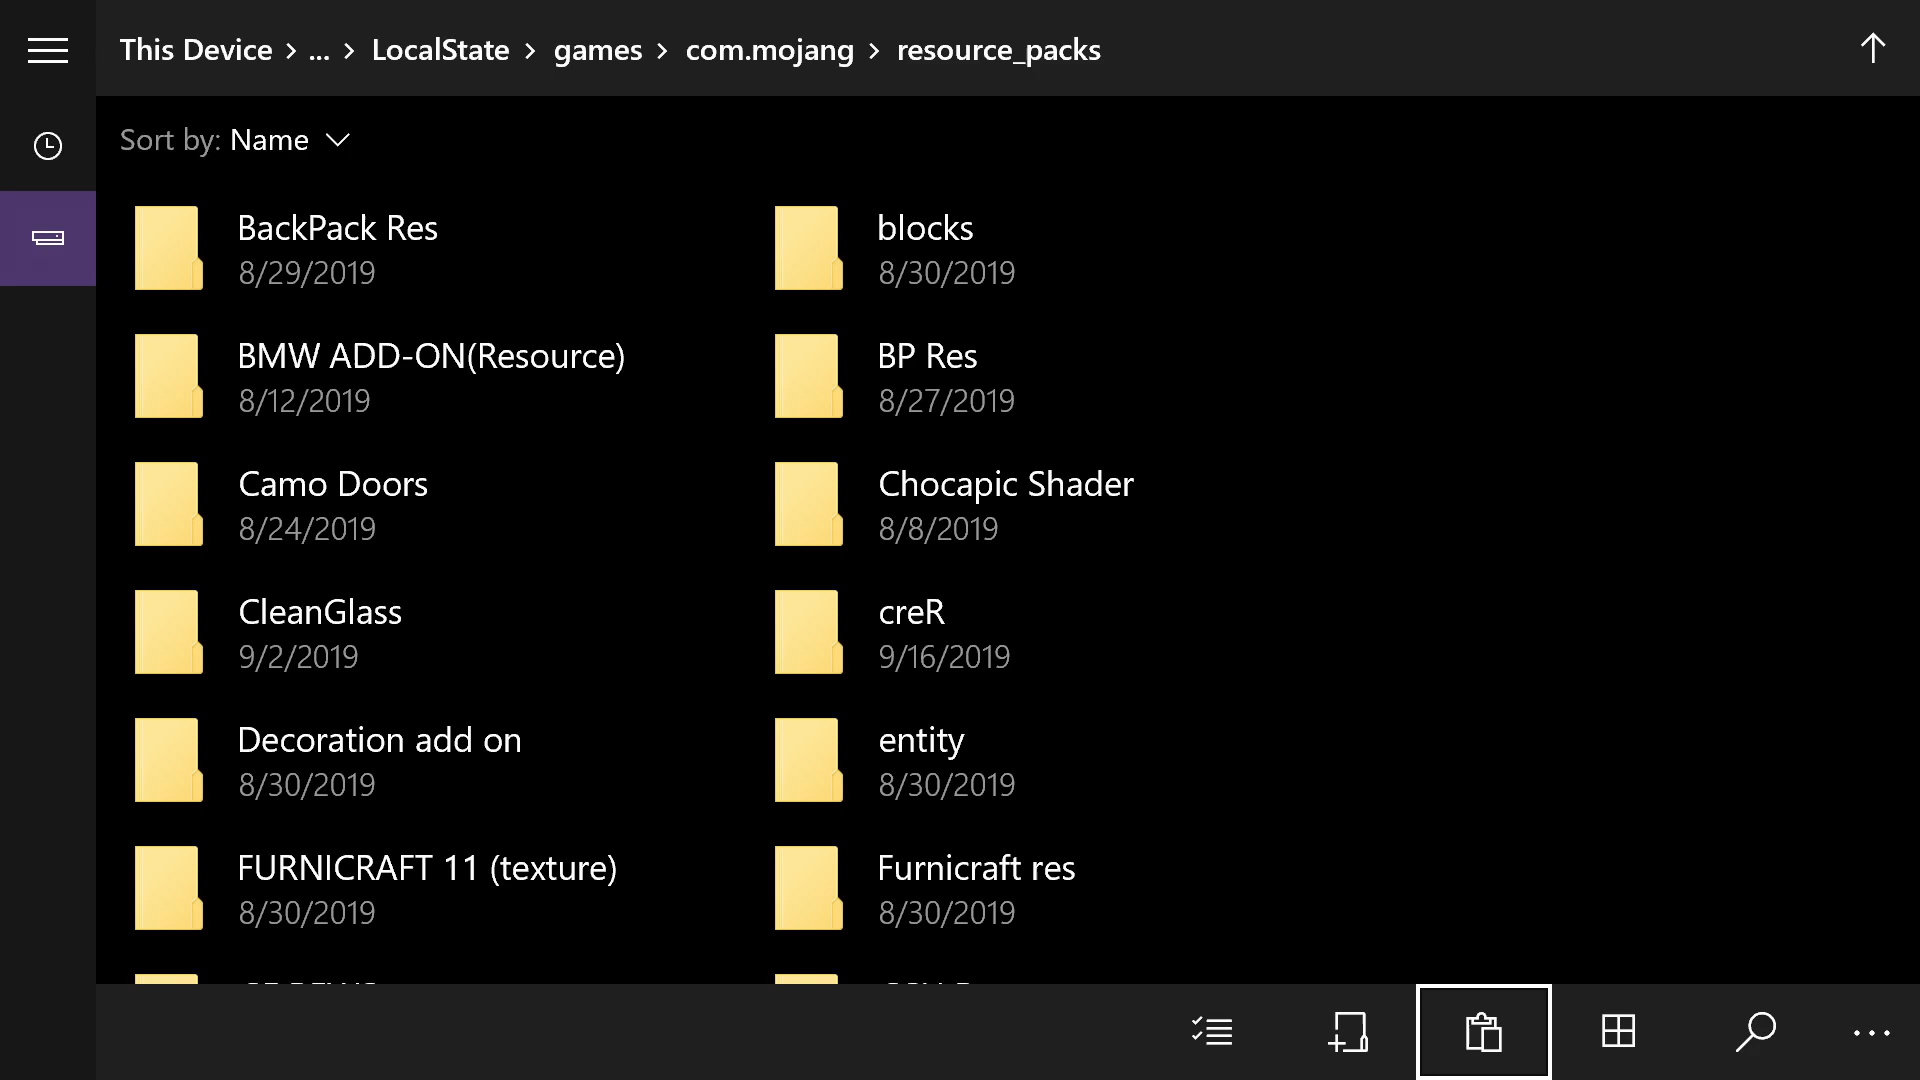 This Device > ... > LocalState > games > com.mojang > resource_packs
Sort by: Name
BackPack Res
8/29/2019
blocks
8/30/2019
BMW ADD-ON(Resource)
8/12/2019
BP Res
8/27/2019
Camo Doors
8/24/2019
Chocapic Shader
8/8/2019
CleanGlass
9/2/2019
creR
9/16/2019
Decoration add on
8/30/2019
entity
8/30/2019
FURNICRAFT 11 (texture)
8/30/2019
Furnicraft res
8/30/2019